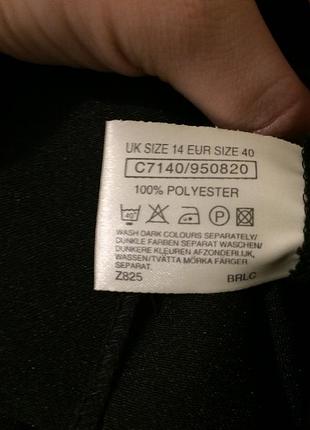 UK SIZE 14 EUR SIZE 40
C7140/950820
100% POLYESTER
40° P
WASH DARK COLOURS SEPARATELY/
DUNKLE FARBEN SEPARAT WASCHEN/
DONKERE KLEUREN AFZONDERLIJK,
WASSEN/TVÄTTA MÖRKA FÄRGER
SEPARAT.
Z825 BRLC